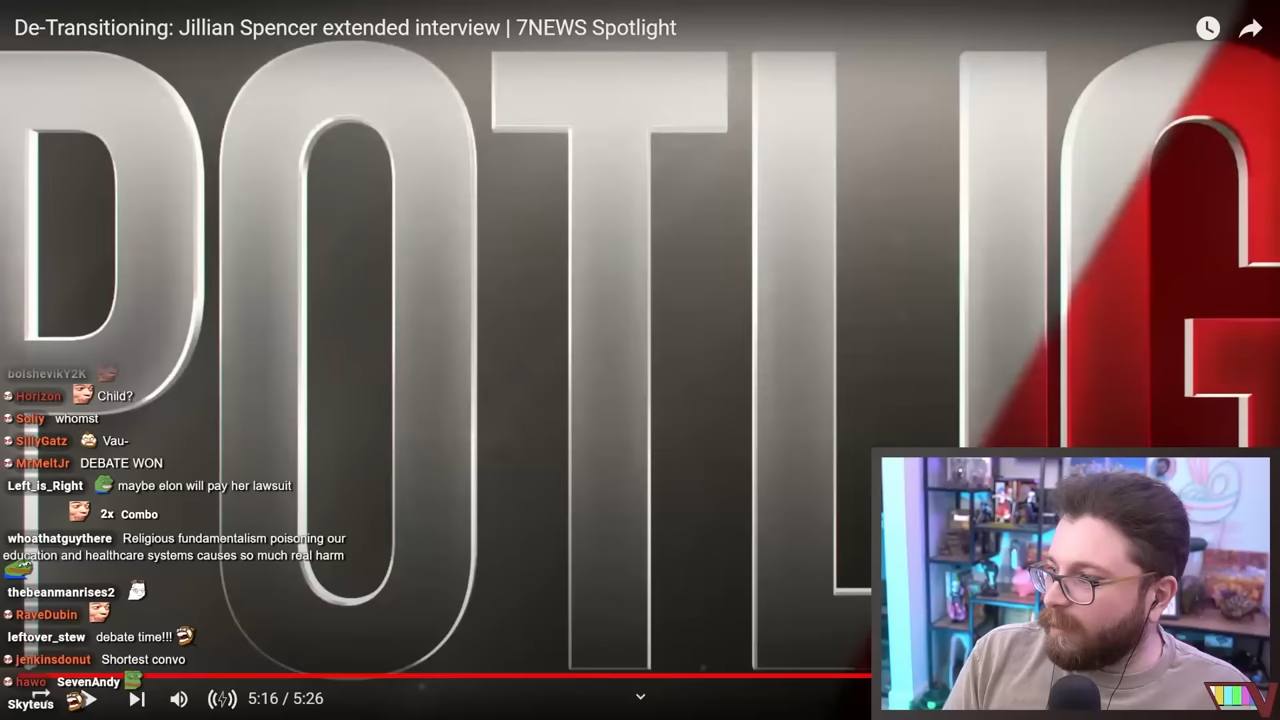 De-Transitioning: Jillian Spencer extended interview | 7NEWS Spotlight
POTLIG
bolshevikY2K
Horizon Child?
Solly whomst
SillyGatz Vau-
MrMeltJr DEBATE WON
Left_is_Right maybe elon will pay her lawsuit
2x Combo
whoathatguythere Religious fundamentalism poisoning our
education and healthcare systems causes so much real harm
thebeanmanrises2
RaveDubin
leftover_stew debate time!!!
jenkinsdonut Shortest convo
hawo SevenAndy
Skyteus
5:16 / 5:26